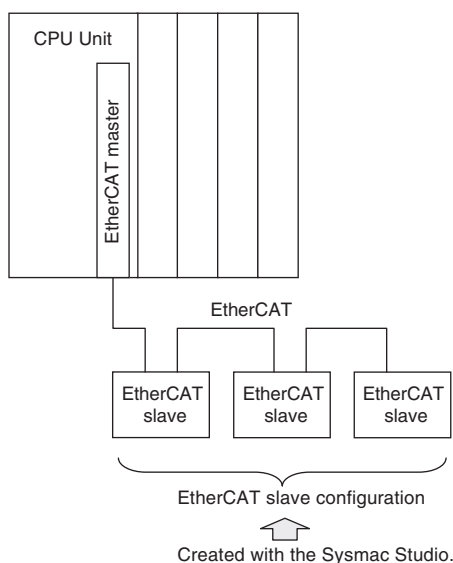 CPU Unit
EtherCAT master
EtherCAT
EtherCAT
slave
EtherCAT
slave
EtherCAT
slave
EtherCAT slave configuration
Created with the Sysmac Studio.